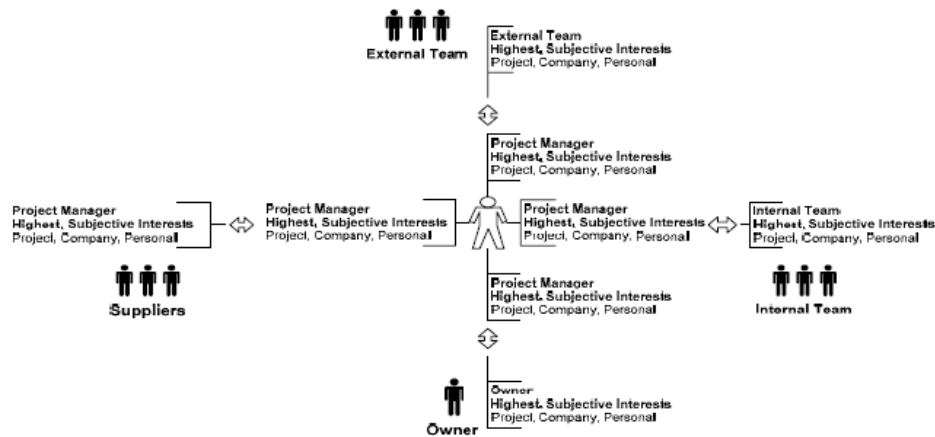 External Team
External Team
Highest, Subjective Interests
Project, Company, Personal
Project Manager
Highest, Subjective Interests
Project, Company, Personal
Project Manager
Highest, Subjective Interests
Project, Company, Personal
Project Manager
Highest, Subjective Interests
Project, Company, Personal
Project Manager
Highest, Subjective Interests
Project, Company, Personal
Internal Team
Highest, Subjective Interests
Project, Company, Personal
Suppliers
Project Manager
Highest, Subjective Interests
Project, Company, Personal
Internal Team
Owner
Highest, Subjective Interests
Project, Company, Personal
Owner